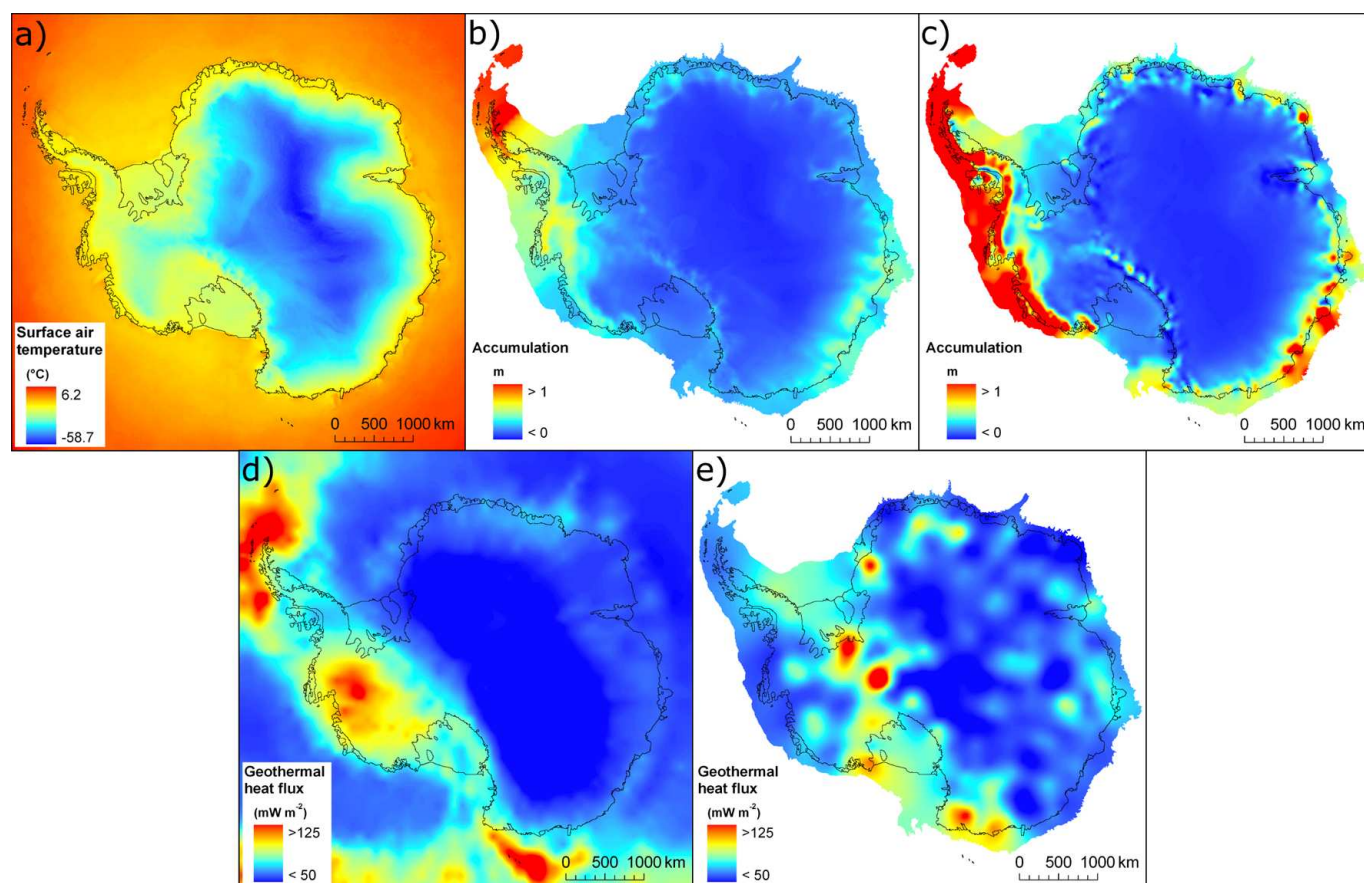 a)
Surface air
temperature
(°C)
6.2
-58.7
0 500 1000 km
b)
Accumulation
m
> 1
< 0
0 500 1000 km
c)
Accumulation
m
> 1
< 0
0 500 1000 km
d)
Geothermal
heat flux
(mW m⁻²)
>125
< 50
0 500 1000 km
e)
Geothermal
heat flux
(mW m⁻²)
>125
< 50
0 500 1000 km